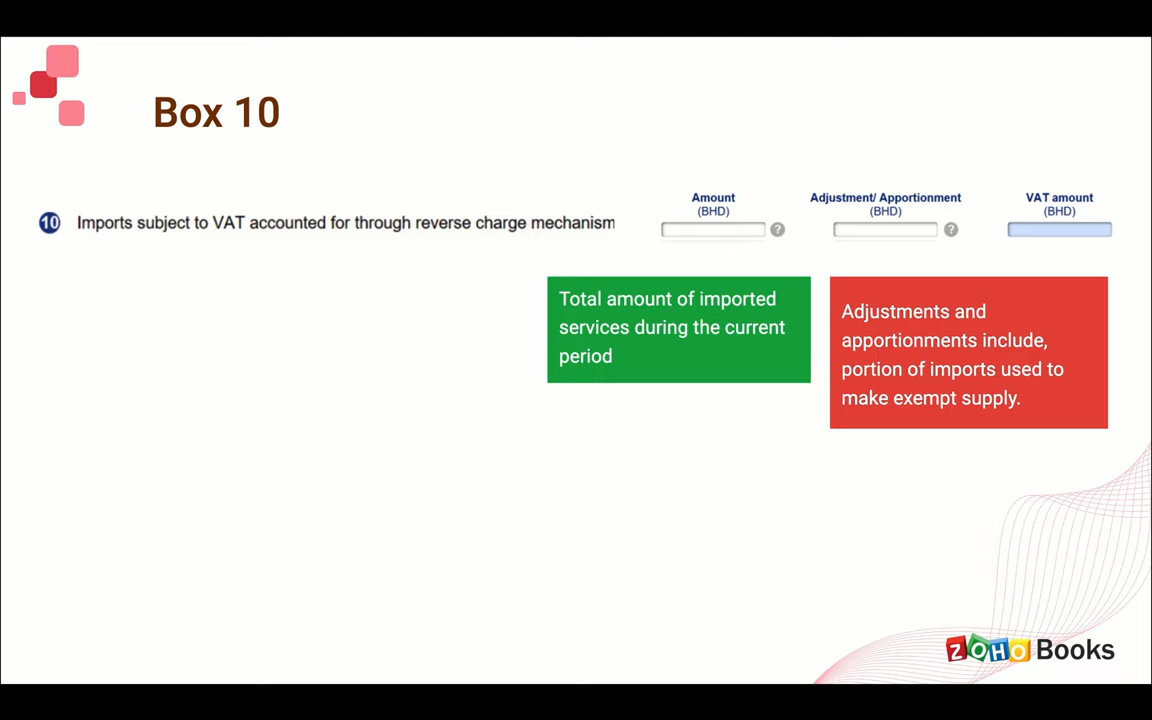 Box 10
Amount
(BHD)
Adjustment/ Apportionment
(BHD)
VAT amount
(BHD)
10 Imports subject to VAT accounted for through reverse charge mechanism
?
?
Total amount of imported
services during the current
period
Adjustments and
apportionments include,
portion of imports used to
make exempt supply.
ZOHO Books